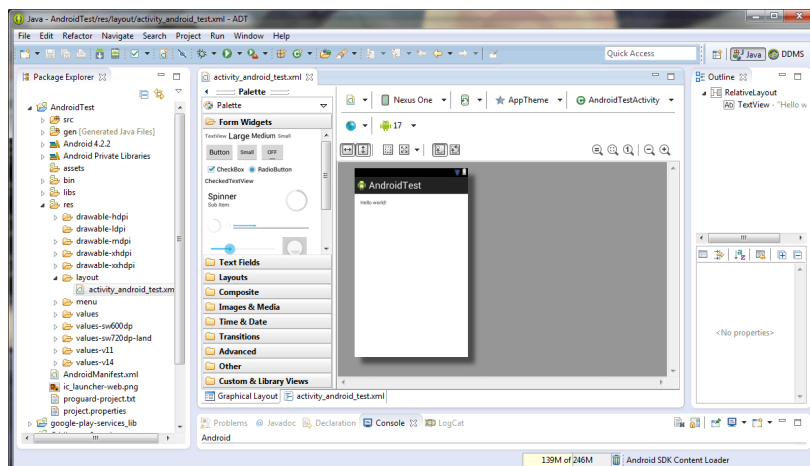 Java - AndroidTest/res/layout/activity_android_test.xml - ADT
File Edit Refactor Navigate Search Project Run Window Help
Quick Access
Java
DDMS
Package Explorer
AndroidTest
src
gen [Generated Java Files]
Android 4.2.2
Android Private Libraries
assets
bin
libs
res
drawable-hdpi
drawable-ldpi
drawable-mdpi
drawable-xhdpi
drawable-xxhdpi
layout
activity_android_test.xm
menu
values
values-sw600dp
values-sw720dp-land
values-v11
values-v14
AndroidManifest.xml
ic_launcher-web.png
proguard-project.txt
project.properties
google-play-services_lib
activity_android_test.xml
Palette
Palette
Form Widgets
TextView Large Medium Small
Button Small OFF
CheckBox RadioButton
CheckedTextView
Spinner
Sub Item
Text Fields
Layouts
Composite
Images & Media
Time & Date
Transitions
Advanced
Other
Custom & Library Views
Graphical Layout
activity_android_test.xml
Nexus One
AppTheme
AndroidTestActivity
17
AndroidTest
Hello world!
Outline
RelativeLayout
Ab TextView - "Hello w
<No properties>
Problems @ Javadoc Declaration Console LogCat
Android
139M of 246M
Android SDK Content Loader